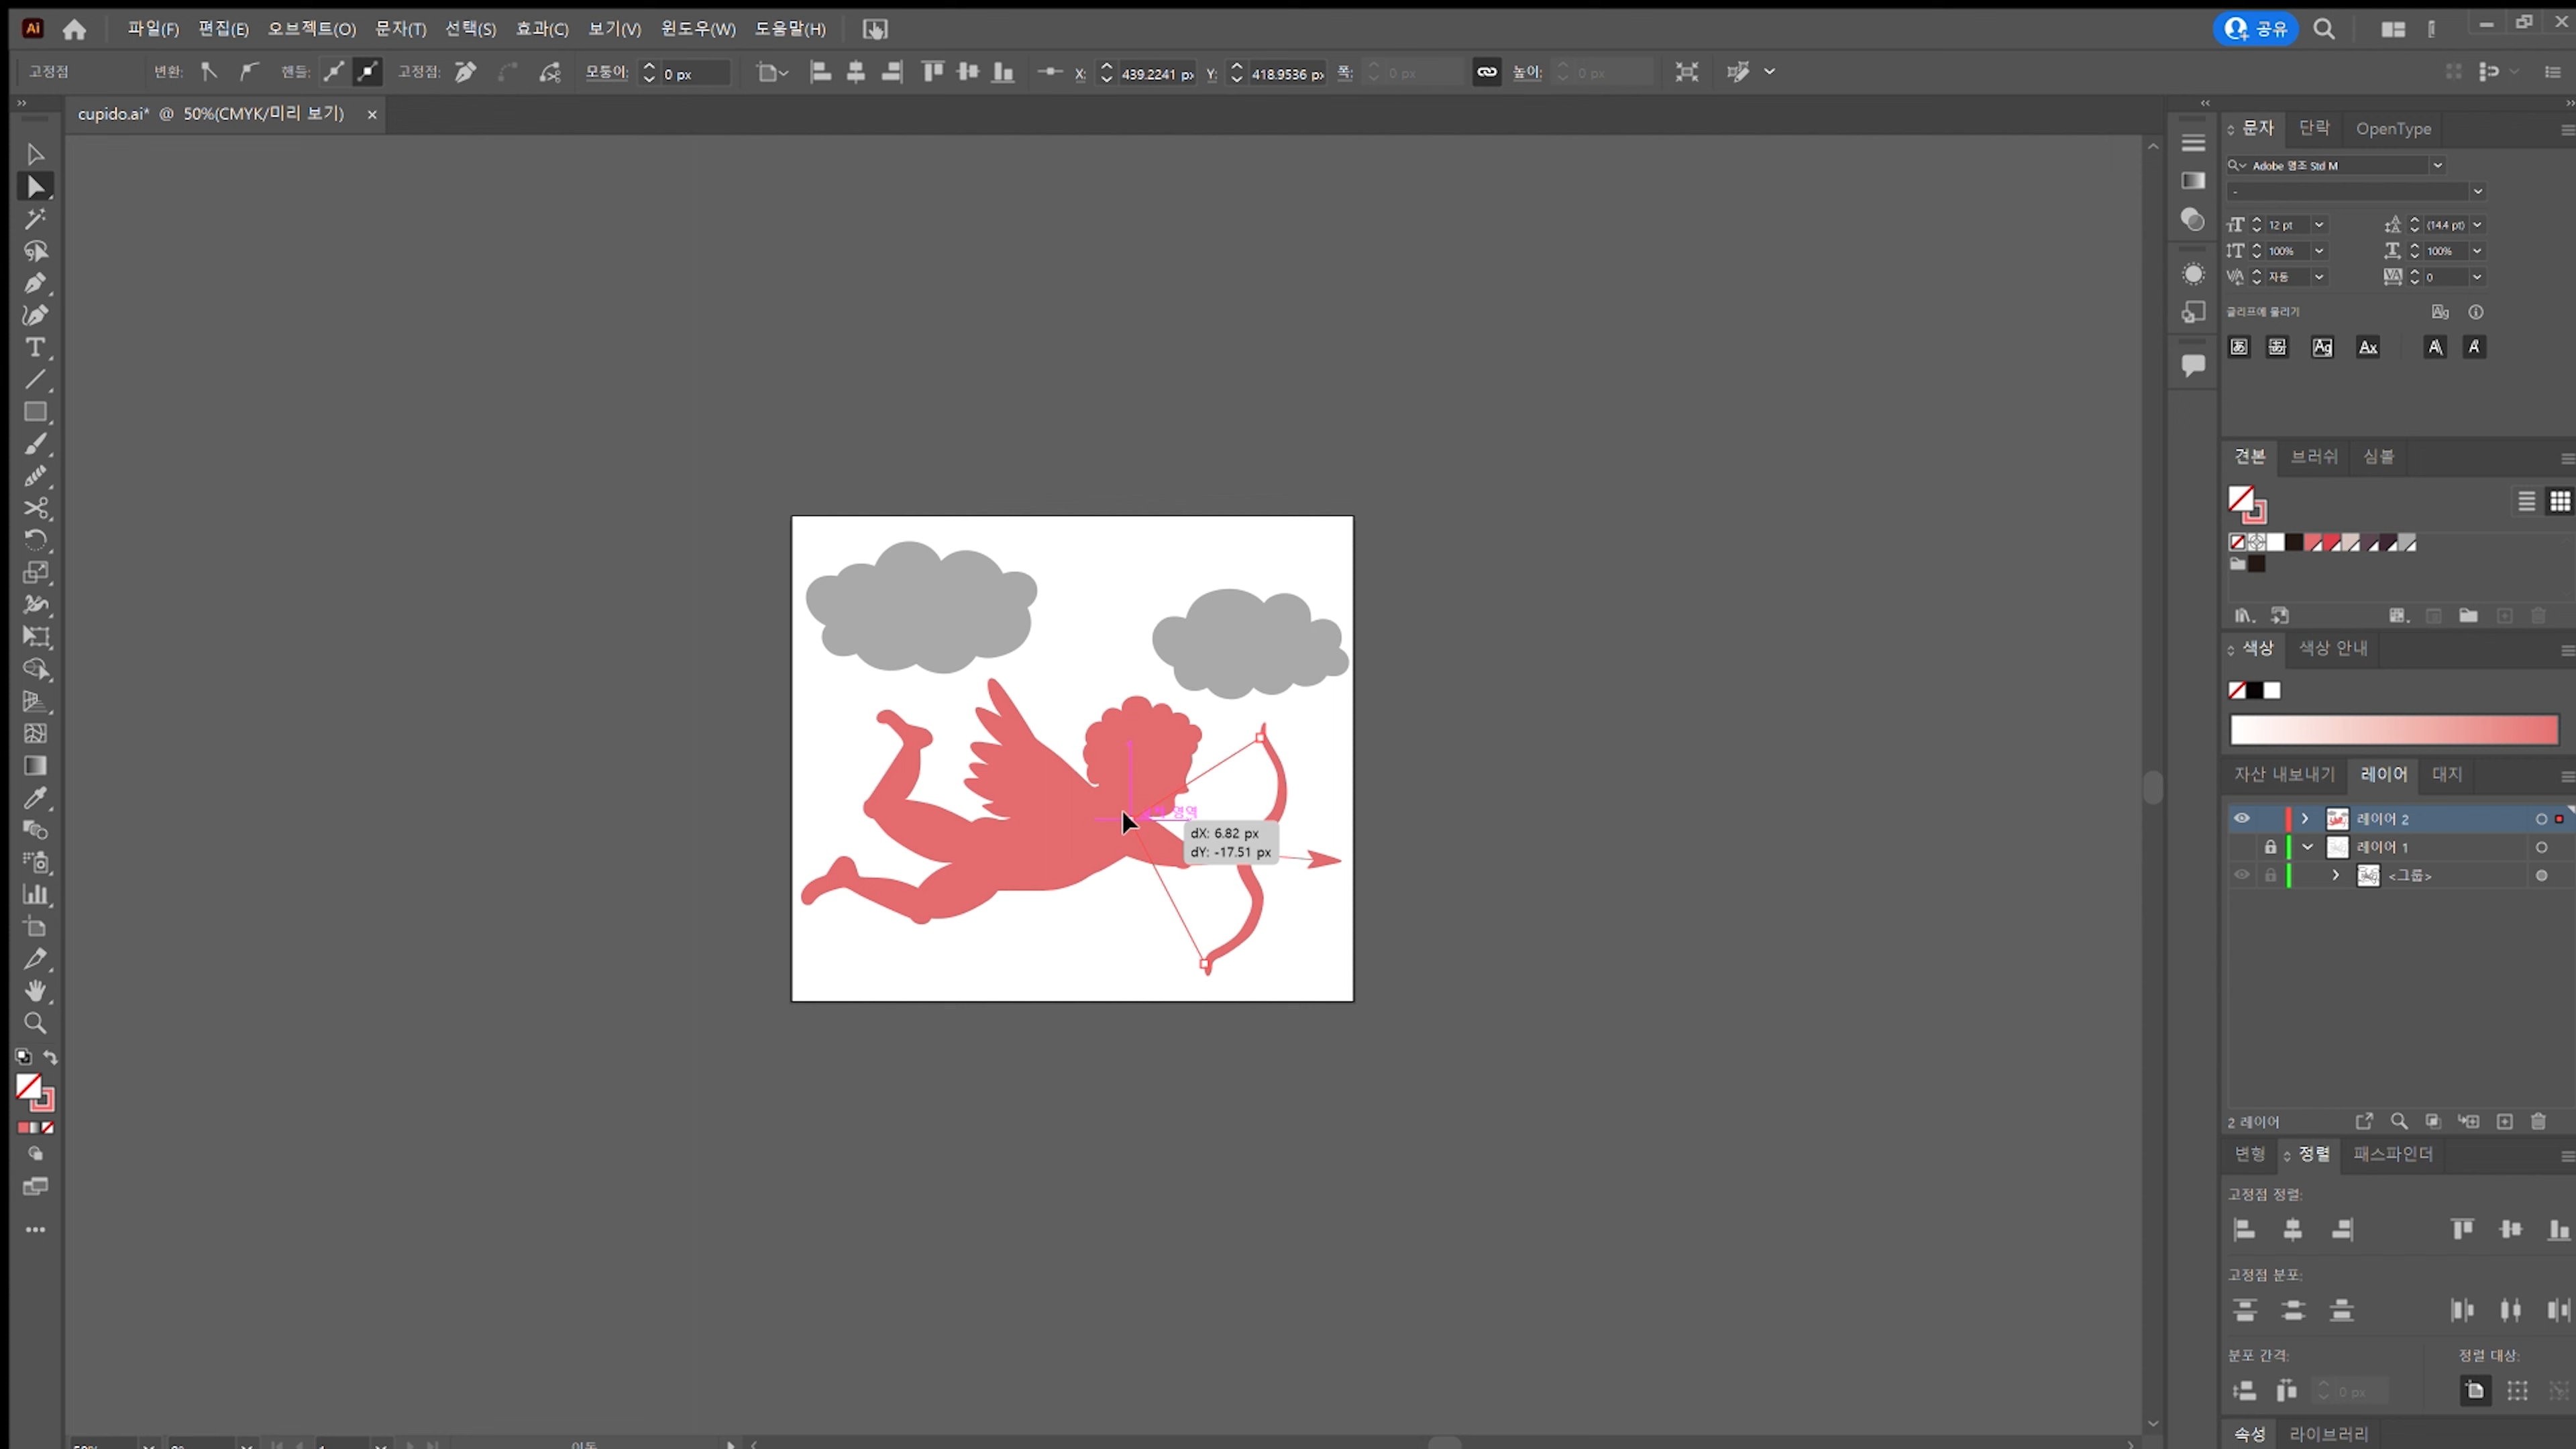 Ai 파일(F) 편집(E) 오브젝트(O) 문자(T) 선택(S) 효과(C) 보기(V) 윈도우(W) 도움말(H) 공유
고정점 변환: 핸들: 고정점: 모퉁이: 0 px X: 439.2241 px Y: 418.9536 px 폭: 0 px 높이: 0 px
cupido.ai* @ 50%(CMYK/미리 보기) ×
문자 단락 OpenType
Adobe 명조 Std M
-
12 pt (14.4 pt)
100% 100%
자동 0
글리프에 물리기
견본 브러쉬 심볼
색상 색상 안내
자산 내보내기 레이어 대지
영역
dX: 6.82 px
dY: -17.51 px
레이어 2
레이어 1
<그룹>
2 레이어
변형 정렬 패스파인더
고정점 정렬:
고정점 분포:
분포 간격: 정렬 대상:
0 px
속성 라이브러리